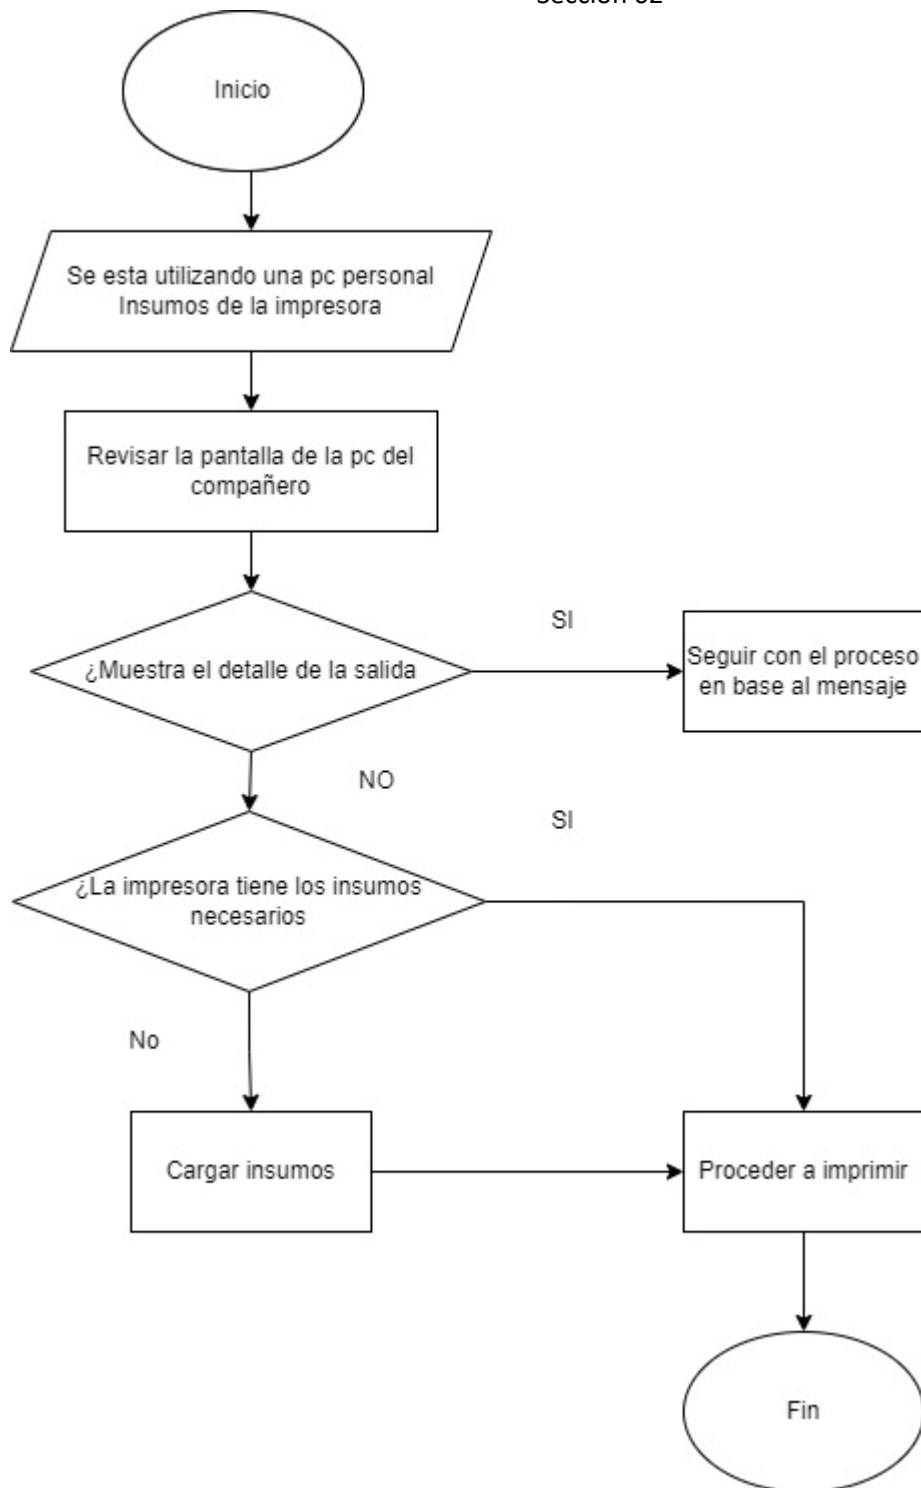 Inicio
Se esta utilizando una pc personal
Insumos de la impresora
Revisar la pantalla de la pc del
compañero
¿Muestra el detalle de la salida
SI
Seguir con el proceso
en base al mensaje
NO
SI
¿La impresora tiene los insumos
necesarios
No
Cargar insumos
Proceder a imprimir
Fin